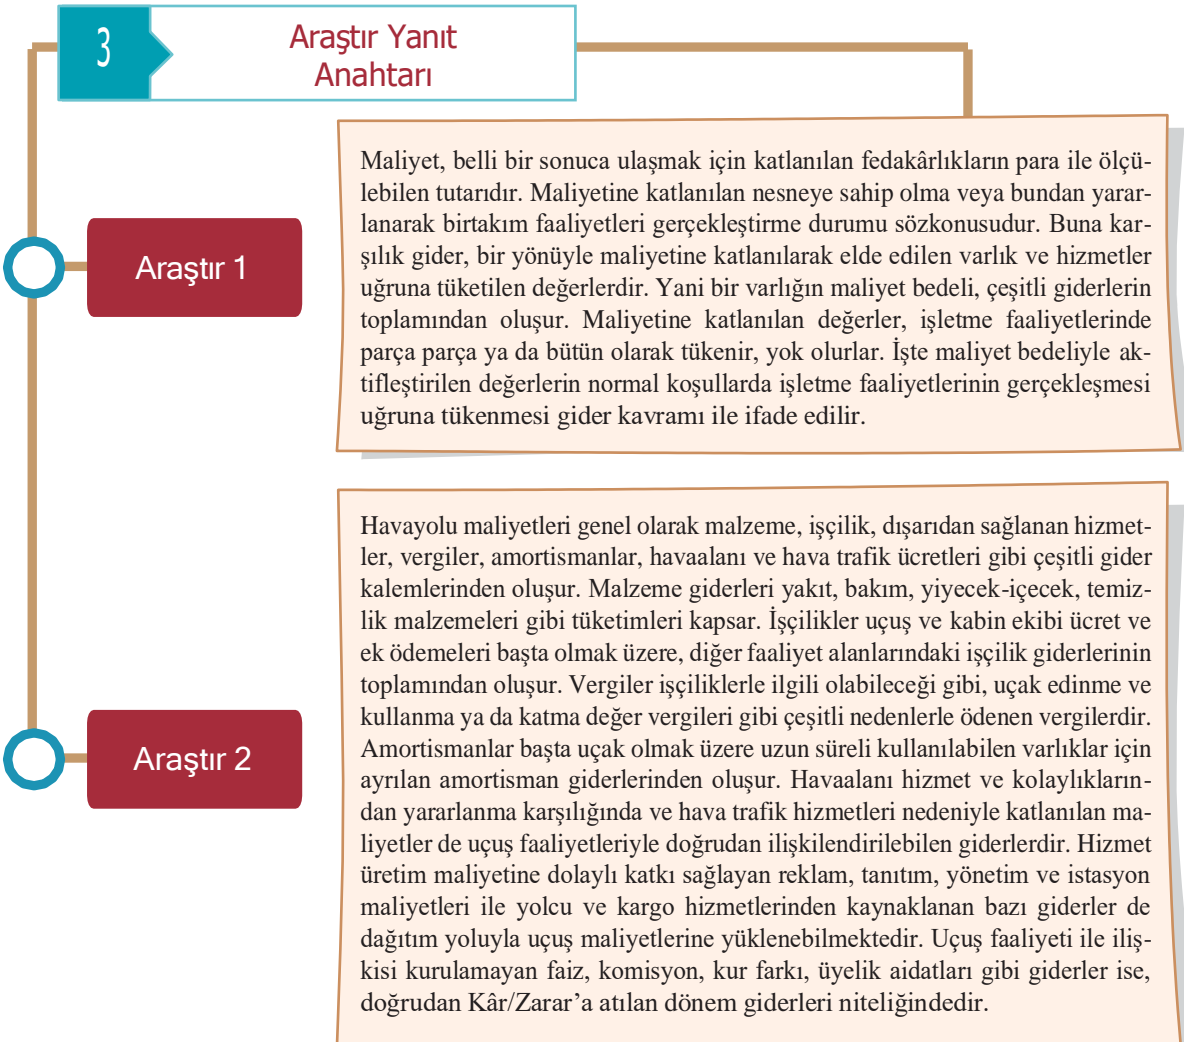 3
Araştır Yanıt
Anahtarı
Araştır 1
Maliyet, belli bir sonuca ulaşmak için katlanılan fedakârlıkların para ile ölçü-
lebilen tutarıdır. Maliyetine katlanılan nesneye sahip olma veya bundan yarar-
lanarak birtakım faaliyetleri gerçekleştirme durumu sözkonusudur. Buna kar-
şılık gider, bir yönüyle maliyetine katlanılarak elde edilen varlık ve hizmetler
uğruna tüketilen değerlerdir. Yani bir varlığın maliyet bedeli, çeşitli giderlerin
toplamından oluşur. Maliyetine katlanılan değerler, işletme faaliyetlerinde
parça parça ya da bütün olarak tükenir, yok olurlar. İşte maliyet bedeliyle ak-
tifleştirilen değerlerin normal koşullarda işletme faaliyetlerinin gerçekleşmesi
uğruna tükenmesi gider kavramı ile ifade edilir.
Araştır 2
Havayolu maliyetleri genel olarak malzeme, işçilik, dışarıdan sağlanan hizmet-
ler, vergiler, amortismanlar, havaalanı ve hava trafik ücretleri gibi çeşitli gider
kalemlerinden oluşur. Malzeme giderleri yakıt, bakım, yiyecek-içecek, temiz-
lik malzemeleri gibi tüketimleri kapsar. İşçilikler uçuş ve kabin ekibi ücret ve
ek ödemeleri başta olmak üzere, diğer faaliyet alanlarındaki işçilik giderlerinin
toplamından oluşur. Vergiler işçiliklerle ilgili olabileceği gibi, uçak edinme ve
kullanma ya da katma değer vergileri gibi çeşitli nedenlerle ödenen vergilerdir.
Amortismanlar başta uçak olmak üzere uzun süreli kullanılabilen varlıklar için
ayrılan amortisman giderlerinden oluşur. Havaalanı hizmet ve kolaylıkların-
dan yararlanma karşılığında ve hava trafik hizmetleri nedeniyle katlanılan ma-
liyetler de uçuş faaliyetleriyle doğrudan ilişkilendirilebilen giderlerdir. Hizmet
üretim maliyetine dolaylı katkı sağlayan reklam, tanıtım, yönetim ve istasyon
maliyetleri ile yolcu ve kargo hizmetlerinden kaynaklanan bazı giderler de
dağıtım yoluyla uçuş maliyetlerine yüklenebilmektedir. Uçuş faaliyeti ile iliş-
kisi kurulamayan faiz, komisyon, kur farkı, üyelik aidatları gibi giderler ise,
doğrudan Kâr/Zarar’a atılan dönem giderleri niteliğindedir.